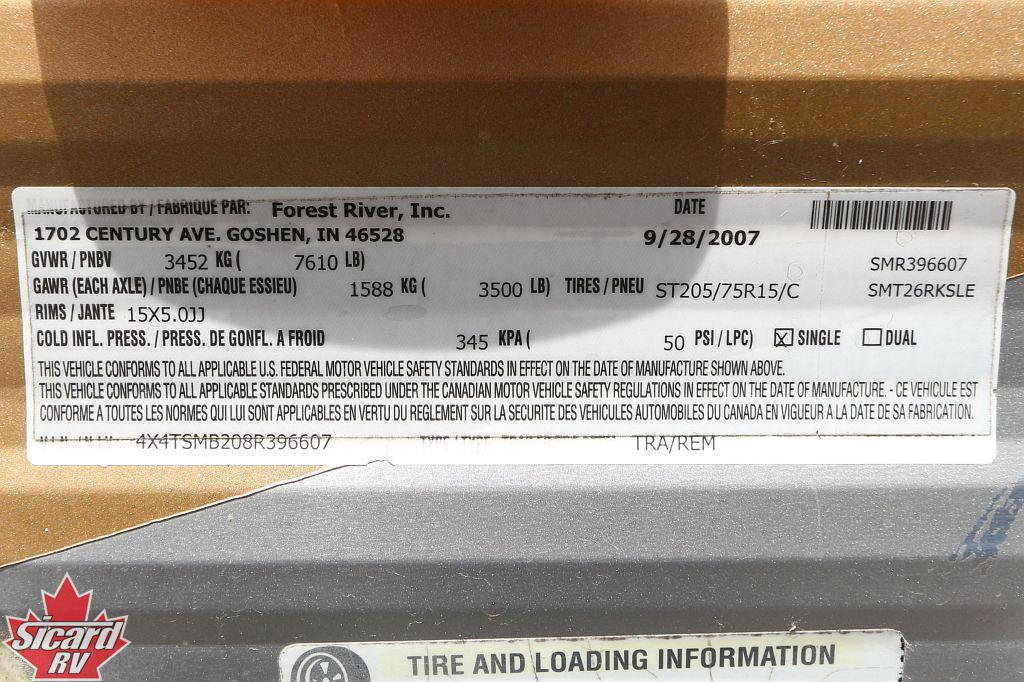 MANUFACTURED BY / FABRIQUE PAR: Forest River, Inc. DATE
1702 CENTURY AVE. GOSHEN, IN 46528 9/28/2007
GVWR / PNBV 3452 KG ( 7610 LB) SMR396607
GAWR (EACH AXLE) / PNBE (CHAQUE ESSIEU) 1588 KG ( 3500 LB) TIRES / PNEU ST205/75R15/C SMT26RKSLE
RIMS / JANTE 15X5.0JJ
COLD INFL. PRESS. / PRESS. DE GONFL. A FROID 345 KPA ( 50 PSI / LPC) SINGLE DUAL
THIS VEHICLE CONFORMS TO ALL APPLICABLE U.S. FEDERAL MOTOR VEHICLE SAFETY STANDARDS IN EFFECT ON THE DATE OF MANUFACTURE SHOWN ABOVE.
THIS VEHICLE CONFORMS TO ALL APPLICABLE STANDARDS PRESCRIBED UNDER THE CANADIAN MOTOR VEHICLE SAFETY REGULATIONS IN EFFECT ON THE DATE OF MANUFACTURE. - CE VEHICULE EST
CONFORME A TOUTES LES NORMES QUI LUI SONT APPLICABLES EN VERTU DU REGLEMENT SUR LA SECURITE DES VEHICULES AUTOMOBILES DU CANADA EN VIGUEUR A LA DATE DE SA FABRICATION.
4X4TSMB208R396607 TRA/REM
Sicard
RV
TIRE AND LOADING INFORMATION